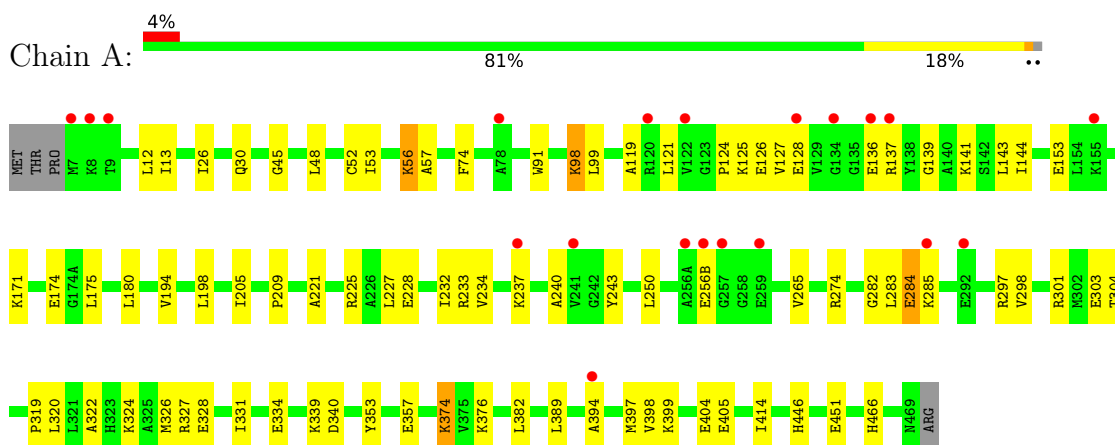 4%
Chain A:
81% 18% ••
MET THR PRO M7 K8 T9 L12 I13 I26 Q30 G45 L48 C52 I53 K56 A57 F74 A78 W91 K98 L99 A119 R120 L121 V122 G123 P124 K125 E126 V127 E128 V129 G134 G135 E136 R137 Y138 G139 A140 K141 S142 L143 I144 E153 L154 K155
K171 E174 G174A L175 L180 V194 L198 I205 P209 A221 R225 A226 L227 E228 I232 R233 V234 K237 A240 V241 G242 Y243 L250 A256A E256B G257 G258 E259 V265 R274 G282 L283 E284 K285 E292 R297 V298 R301 M302 E303 T304
P319 L320 L321 A322 H323 K324 A325 M326 R327 E328 I331 E334 K339 D340 Y353 E357 K374 V375 K376 L382 L389 A394 M397 V398 K399 E404 E405 I414 H446 E451 H466 N469 ARG